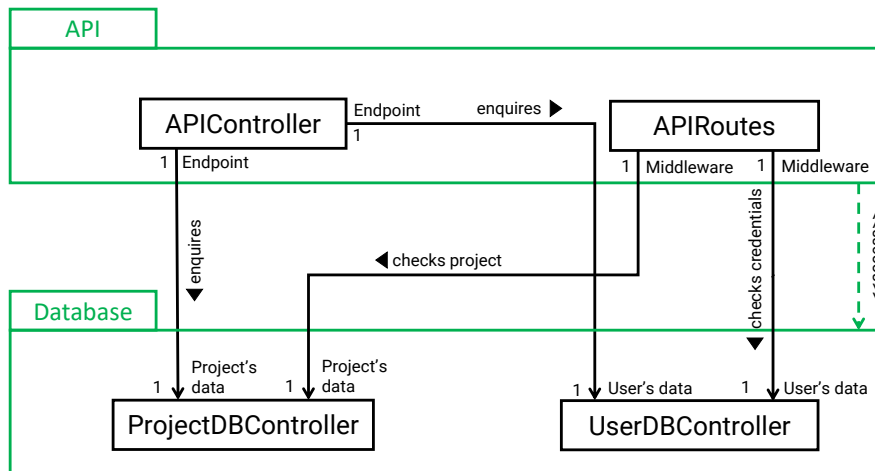 API
APIController
Endpoint
1
enquires
APIRoutes
1
Endpoint
1
Middleware
1
Middleware
enquires
checks project
checks credentials
Database
1
Project's
data
1
Project's
data
1
User's data
1
User's data
ProjectDBController
UserDBController